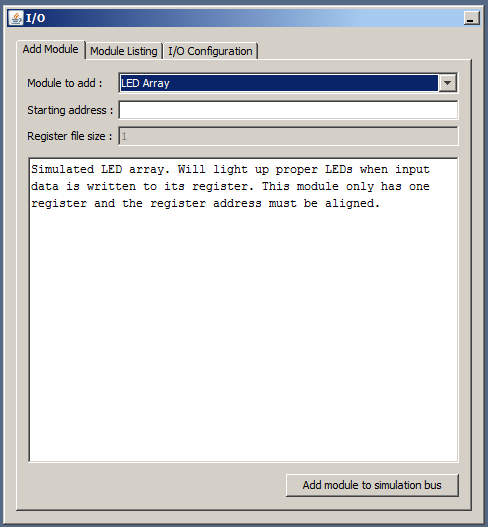 I/O
Add Module
Module Listing
I/O Configuration
Module to add :
LED Array
Starting address :
Register file size :
1
Simulated LED array. Will light up proper LEDs when input
data is written to its register. This module only has one
register and the register address must be aligned.
Add module to simulation bus